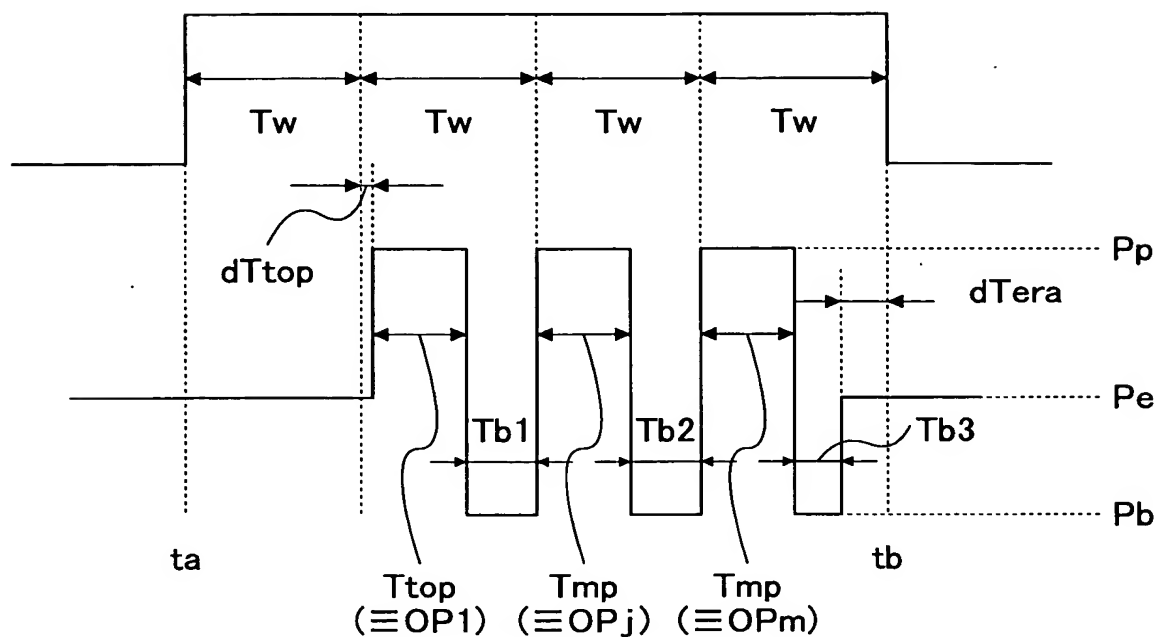 Tw Tw Tw Tw
dTtop
Pp
dTera
Pe
Tb1 Tb2 Tb3
Pb
ta tb
Ttop Tmp Tmp
(≡OP1) (≡OPj) (≡OPm)